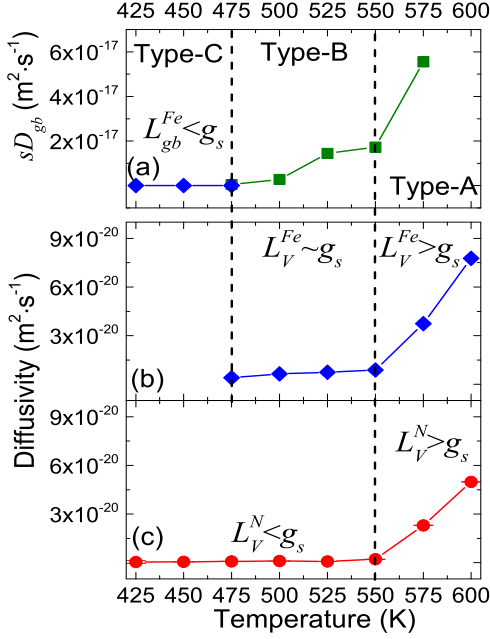 425 450 475 500 525 550 575 600
6x10⁻¹⁷
4x10⁻¹⁷
2x10⁻¹⁷
sD_gb (m²·s⁻¹)
Type-C
Type-B
L_gb^Fe<g_s
(a)
Type-A
9x10⁻²⁰
6x10⁻²⁰
3x10⁻²⁰
L_V^Fe~g_s
L_V^Fe>g_s
(b)
Diffusivity (m²·s⁻¹)
9x10⁻²⁰
6x10⁻²⁰
3x10⁻²⁰
L_V^N>g_s
L_V^N<g_s
(c)
425 450 475 500 525 550 575 600
Temperature (K)